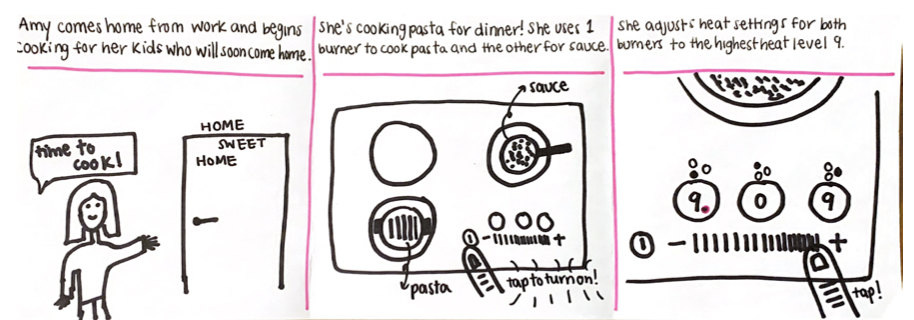 Amy comes home from work and begins
cooking for her kids who will soon come home.
time to
cook!
HOME
SWEET
HOME
She's cooking pasta for dinner! She uses 1
burner to cook pasta and the other for sauce.
sauce
- +
pasta
tap to turn on!
She adjusts heat settings for both
burners to the highest heat level 9.
9. 0 9
- +
tap!